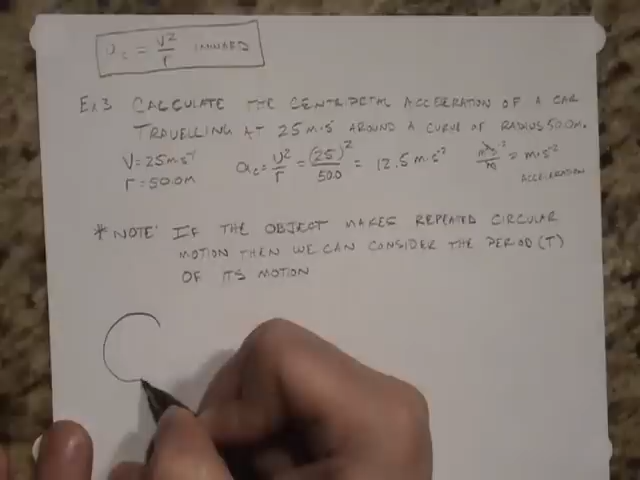 a_c = v²/r INWARD
Ex3 CALCULATE THE CENTRIPETAL ACCELERATION OF A CAR
TRAVELLING AT 25 m·s⁻¹ AROUND A CURVE OF RADIUS 50.0m.
V = 25 m·s⁻¹
r = 50.0m
a_c = v²/r = (25)²/50.0 = 12.5 m·s⁻²
m²s⁻²/m = m·s⁻²
ACCELERATION
*NOTE: IF THE OBJECT MAKES REPEATED CIRCULAR
MOTION THEN WE CAN CONSIDER THE PERIOD (T)
OF ITS MOTION